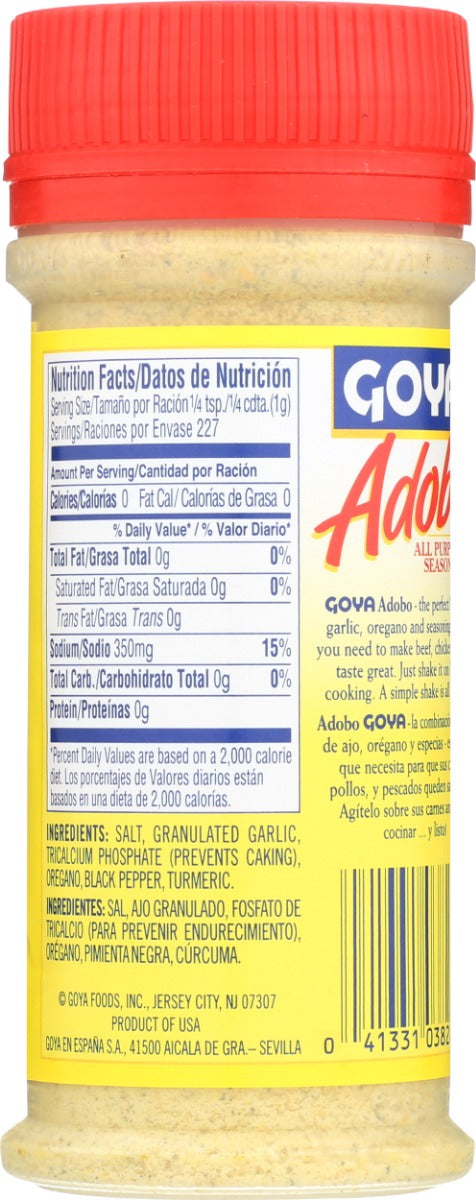 Nutrition Facts/Datos de Nutrición
Serving Size/Tamaño por Ración 1/4 tsp./1/4 cdta.(1g)
Servings/Raciones por Envase 227
Amount Per Serving/Cantidad por Ración
Calories/Calorías 0 Fat Cal/ Calorías de Grasa 0
% Daily Value* / % Valor Diario*
Total Fat/Grasa Total 0g 0%
Saturated Fat/Grasa Saturada 0g 0%
Trans Fat/Grasa Trans 0g
Sodium/Sodio 350mg 15%
Total Carb./Carbohidrato Total 0g 0%
Protein/Proteínas 0g
*Percent Daily Values are based on a 2,000 calorie
diet. Los porcentajes de Valores diarios están
basados en una dieta de 2,000 calorías.
INGREDIENTS: SALT, GRANULATED GARLIC,
TRICALCIUM PHOSPHATE (PREVENTS CAKING),
OREGANO, BLACK PEPPER, TURMERIC.
INGREDIENTES: SAL, AJO GRANULADO, FOSFATO DE
TRICALCIO (PARA PREVENIR ENDURECIMIENTO),
ORÉGANO, PIMIENTA NEGRA, CÚRCUMA.
© GOYA FOODS, INC., JERSEY CITY, NJ 07307
PRODUCT OF USA
GOYA EN ESPAÑA S.A., 41500 AlCALA DE GRA.– SEVILLA
GOYA
Adobo
ALL PURP
SEASON
GOYA Adobo - the perfect
garlic, oregano and seasoning
you need to make beef, chicke
taste great. Just shake it on
cooking. A simple shake is all
Adobo GOYA - la combinació
de ajo, orégano y especias - e
que necesita para que sus c
pollos, y pescados queden sa
Agítelo sobre sus carnes an
cocinar ... y listo!
0 41331 0382